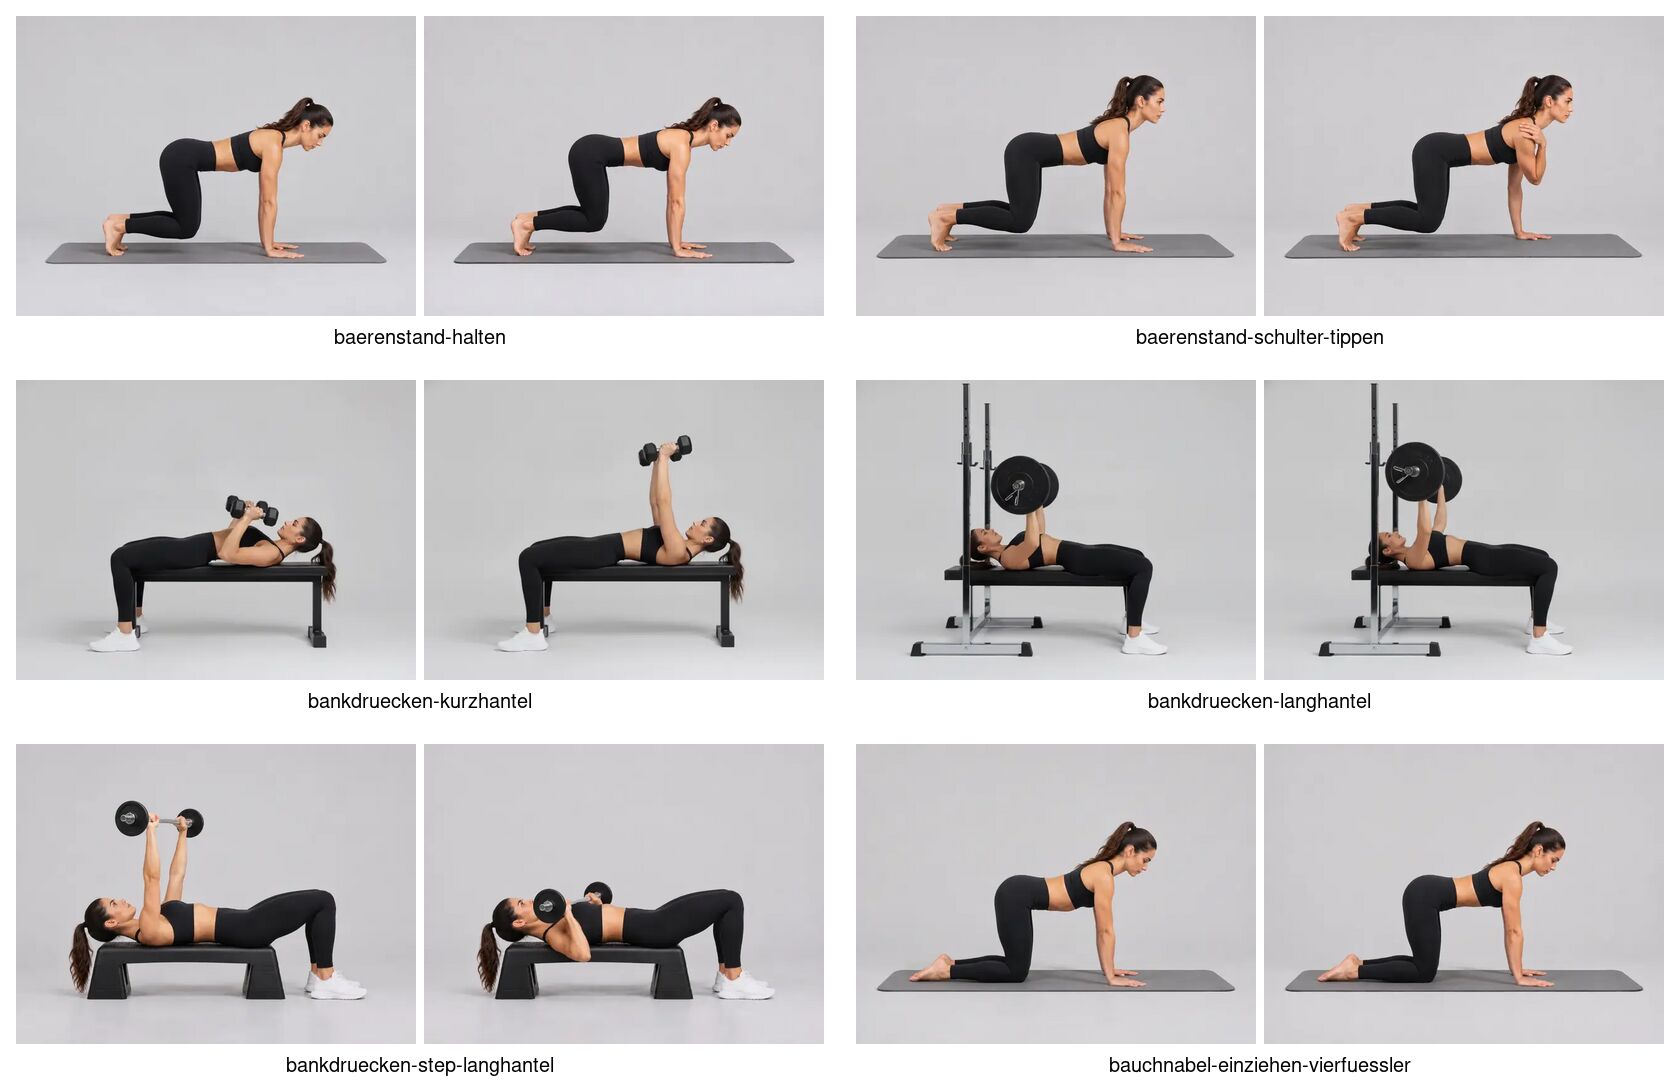 baerenstand-halten
baerenstand-schulter-tippen
bankdruecken-kurzhantel
bankdruecken-langhantel
bankdruecken-step-langhantel
bauchnabel-einziehen-vierfuessler